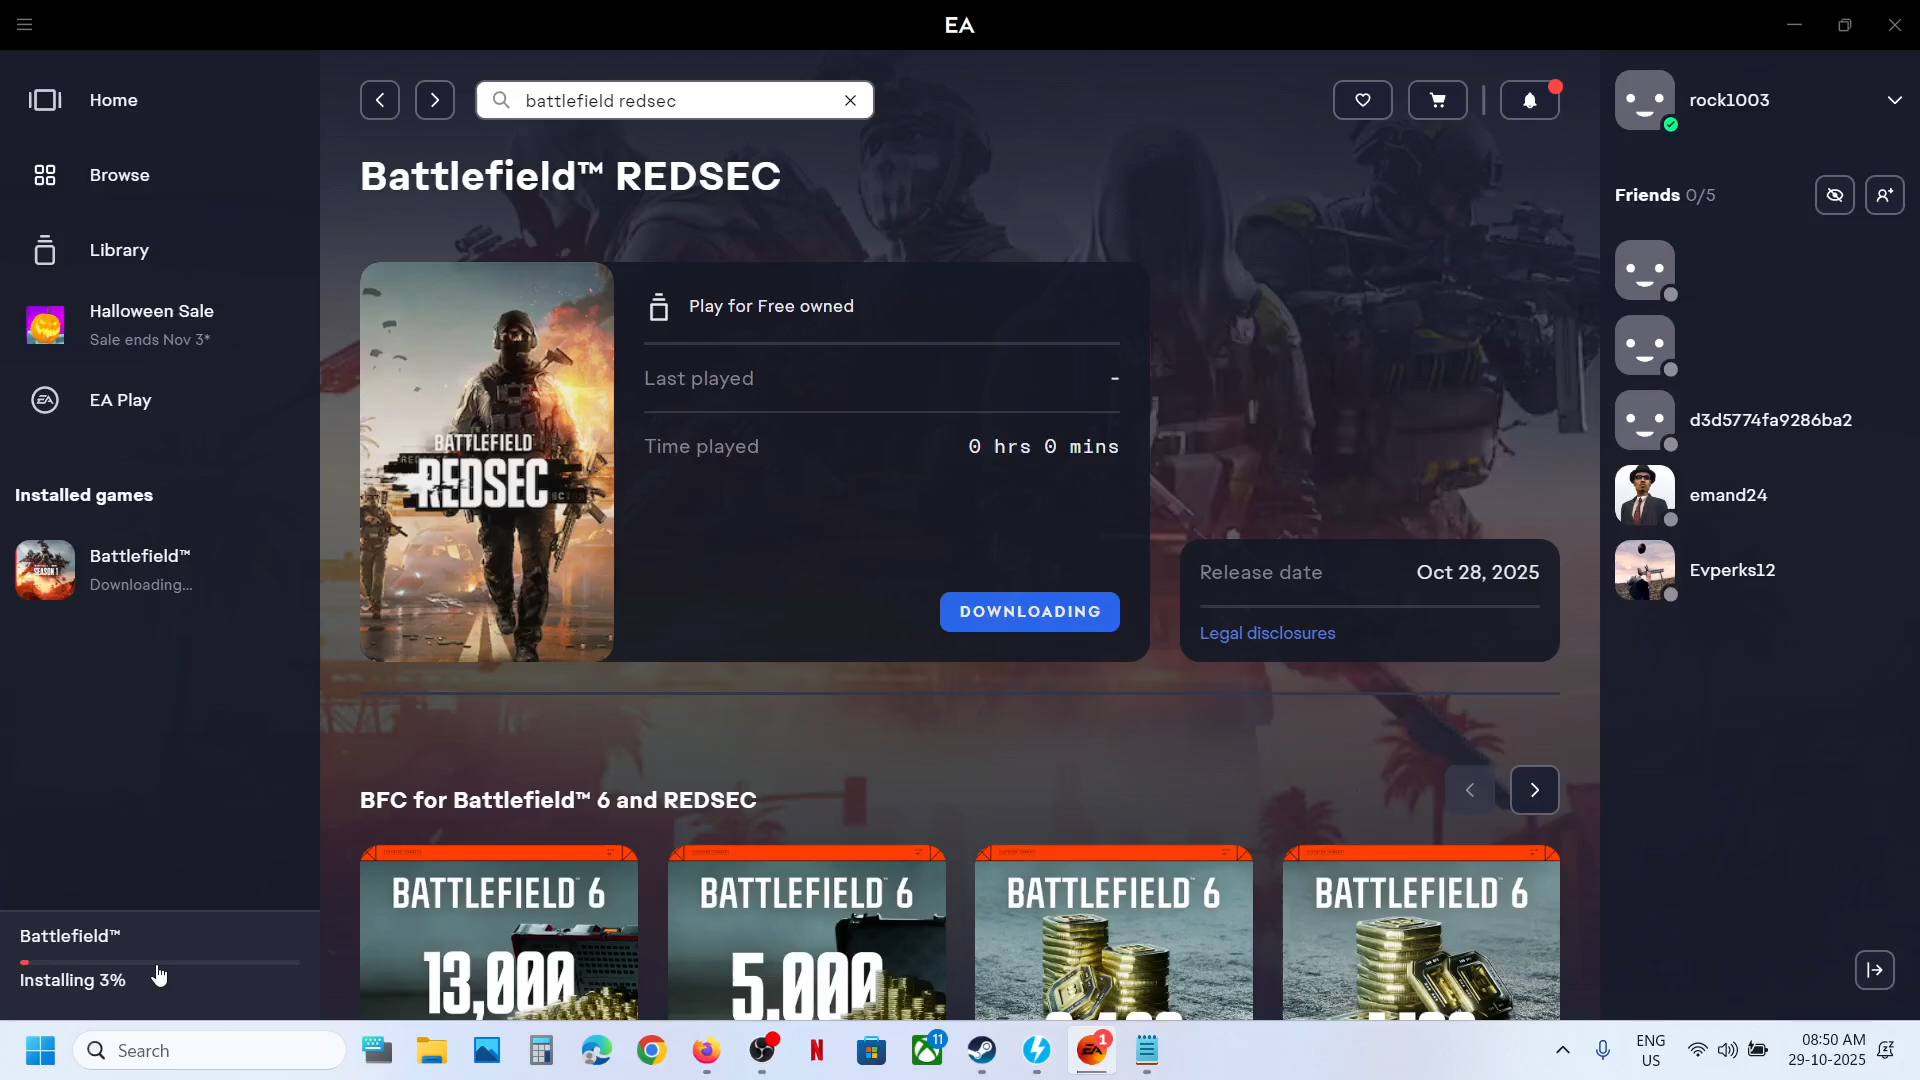 EA
Home
Browse
Library
Halloween Sale
Sale ends Nov 3*
EA Play
Installed games
Battlefield™
Downloading...
Battlefield™
Installing 3%
battlefield redsec
Battlefield™ REDSEC
BATTLEFIELD
REDSEC
Play for Free owned
Last played -
Time played 0 hrs 0 mins
DOWNLOADING
Release date Oct 28, 2025
Legal disclosures
BFC for Battlefield™ 6 and REDSEC
BATTLEFIELD 6
13,000
BATTLEFIELD 6
5,000
BATTLEFIELD 6
BATTLEFIELD 6
rock1003
Friends 0/5
d3d5774fa9286ba2
emand24
Evperks12
Search
11
1
ENG
US
08:50 AM
29-10-2025